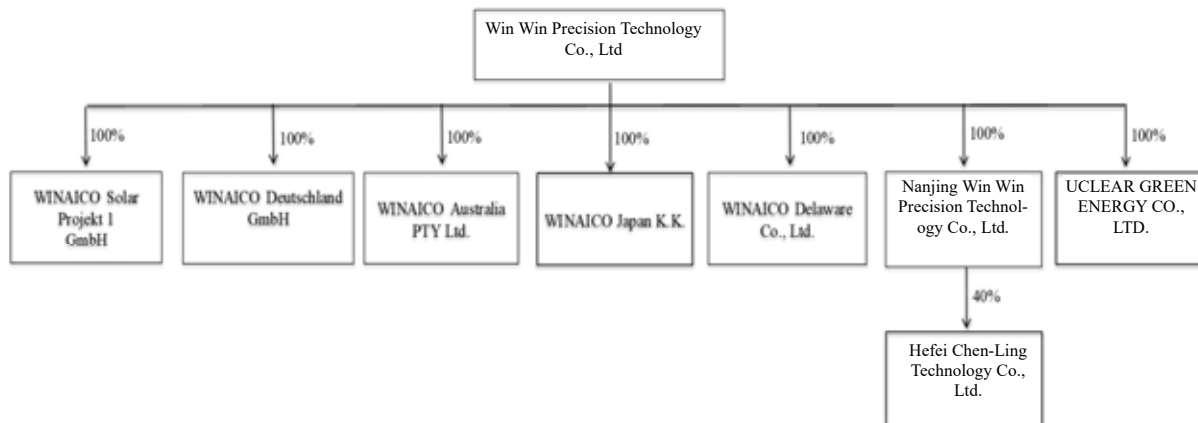 Win Win Precision Technology
Co., Ltd
100%
100%
100%
100%
100%
100%
100%
WINAICO Solar
Projekt 1
GmbH
WINAICO Deutschland
GmbH
WINAICO Australia
PTY Ltd.
WINAICO Japan K.K.
WINAICO Delaware
Co., Ltd.
Nanjing Win Win
Precision Technol-
ogy Co., Ltd.
UCLEAR GREEN
ENERGY CO.,
LTD.
40%
Hefei Chen-Ling
Technology Co.,
Ltd.